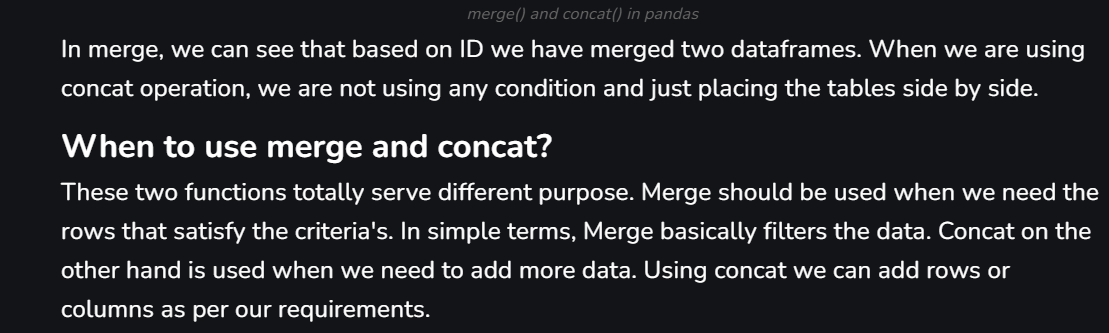 merge() and concat() in pandas
In merge, we can see that based on ID we have merged two dataframes. When we are using
concat operation, we are not using any condition and just placing the tables side by side.
When to use merge and concat?
These two functions totally serve different purpose. Merge should be used when we need the
rows that satisfy the criteria's. In simple terms, Merge basically filters the data. Concat on the
other hand is used when we need to add more data. Using concat we can add rows or
columns as per our requirements.